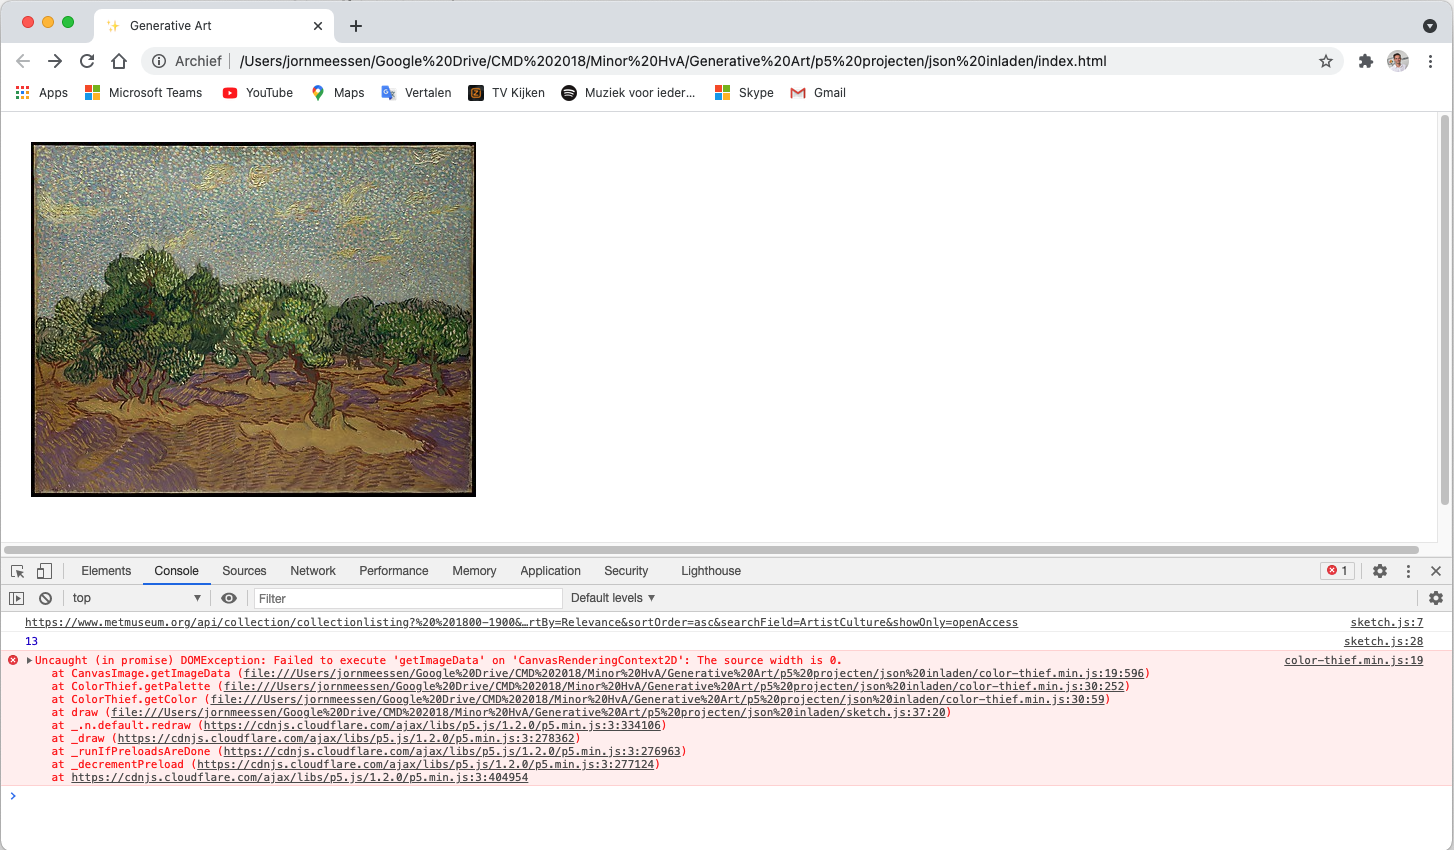 Generative Art
Archief /Users/jornmeessen/Google%20Drive/CMD%202018/Minor%20HvA/Generative%20Art/p5%20projecten/json%20inladen/index.html
Apps Microsoft Teams YouTube Maps Vertalen TV Kijken Muziek voor ieder... Skype Gmail
Elements Console Sources Network Performance Memory Application Security Lighthouse 1
top Filter Default levels
https://www.metmuseum.org/api/collection/collectionlisting?%20%201800-1900&…rtBy=Relevance&sortOrder=asc&searchField=ArtistCulture&showOnly=openAccess sketch.js:7
13 sketch.js:28
Uncaught (in promise) DOMException: Failed to execute 'getImageData' on 'CanvasRenderingContext2D': The source width is 0. color-thief.min.js:19
at CanvasImage.getImageData (file:///Users/jornmeessen/Google%20Drive/CMD%202018/Minor%20HvA/Generative%20Art/p5%20projecten/json%20inladen/color-thief.min.js:19:596)
at ColorThief.getPalette (file:///Users/jornmeessen/Google%20Drive/CMD%202018/Minor%20HvA/Generative%20Art/p5%20projecten/json%20inladen/color-thief.min.js:30:252)
at ColorThief.getColor (file:///Users/jornmeessen/Google%20Drive/CMD%202018/Minor%20HvA/Generative%20Art/p5%20projecten/json%20inladen/color-thief.min.js:30:59)
at draw (file:///Users/jornmeessen/Google%20Drive/CMD%202018/Minor%20HvA/Generative%20Art/p5%20projecten/json%20inladen/sketch.js:37:20)
at _.n.default.redraw (https://cdnjs.cloudflare.com/ajax/libs/p5.js/1.2.0/p5.min.js:3:334106)
at _draw (https://cdnjs.cloudflare.com/ajax/libs/p5.js/1.2.0/p5.min.js:3:278362)
at _runIfPreloadsAreDone (https://cdnjs.cloudflare.com/ajax/libs/p5.js/1.2.0/p5.min.js:3:276963)
at _decrementPreload (https://cdnjs.cloudflare.com/ajax/libs/p5.js/1.2.0/p5.min.js:3:277124)
at https://cdnjs.cloudflare.com/ajax/libs/p5.js/1.2.0/p5.min.js:3:404954